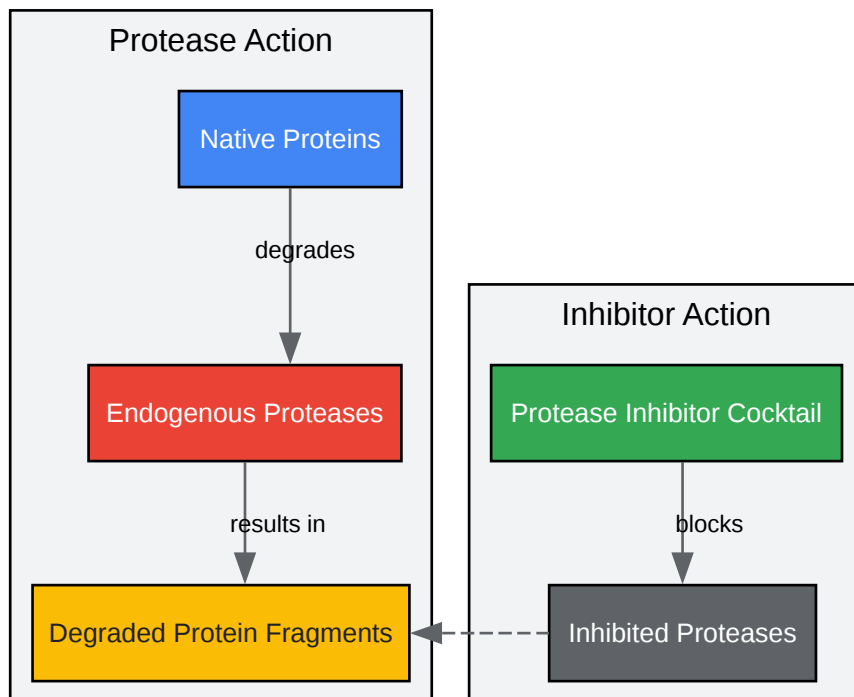 Protease Action
Native Proteins
degrades
Inhibitor Action
Endogenous Proteases
Protease Inhibitor Cocktail
results in
blocks
Degraded Protein Fragments
Inhibited Proteases